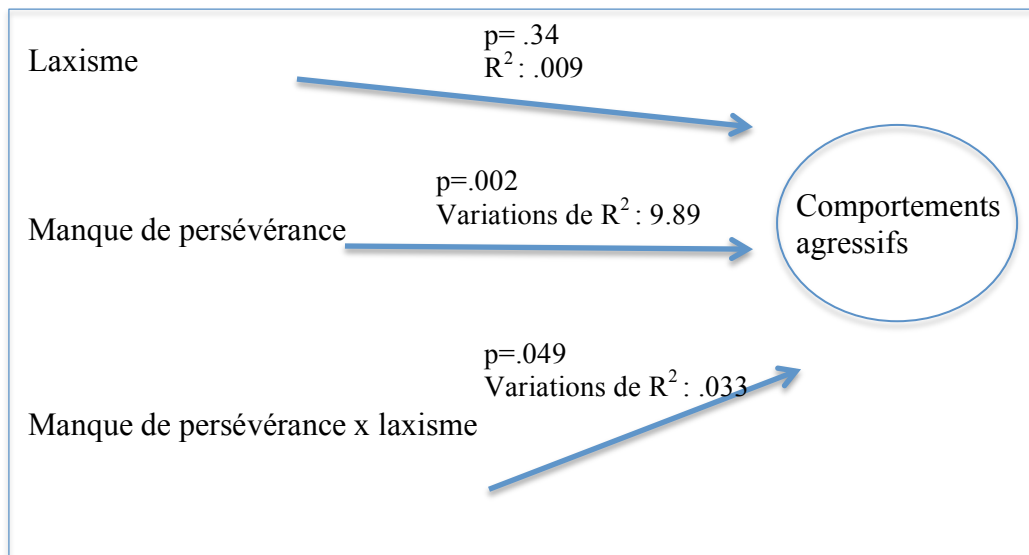 p= .34
R² : .009
Laxisme
p=.002
Variations de R² : 9.89
Manque de persévérance
Comportements
agressifs
p=.049
Variations de R² : .033
Manque de persévérance x laxisme